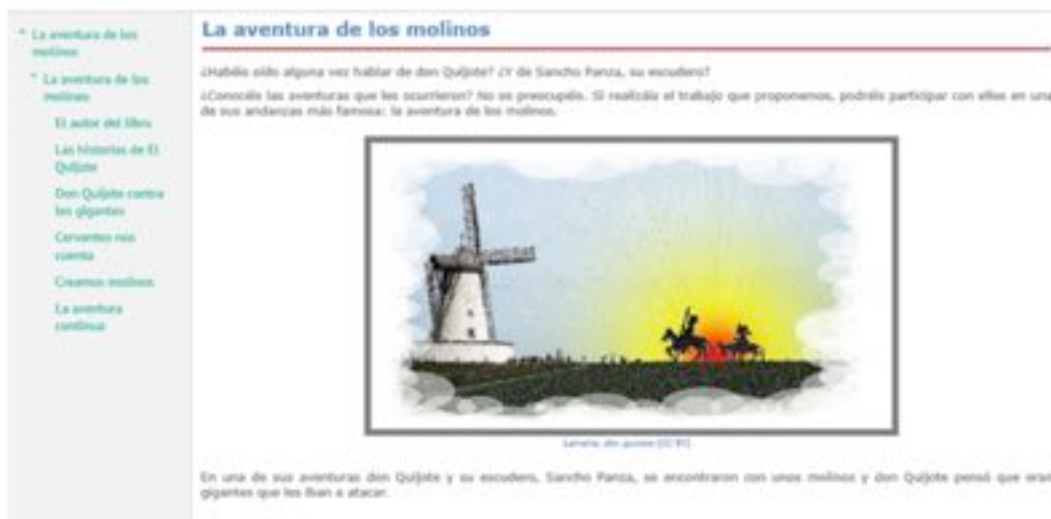 La aventura de los molinos
La aventura de los
molinos
El autor del libro
Las historias de El
Quijote
Don Quijote contra
los gigantes
Cervantes nos
cuenta
Creamos molinos
La aventura
continua
La aventura de los molinos
¿Habéis oído alguna vez hablar de don Quijote? ¿Y de Sancho Panza, su escudero?
¿Conocéis las aventuras que les ocurrieron? No os preocupéis. Si realizáis el trabajo que proponemos, podréis participar con ellos en una
de sus andanzas más famosa: la aventura de los molinos.
don quixote [CC BY]
En una de sus aventuras don Quijote y su escudero, Sancho Panza, se encontraron con unos molinos y don Quijote pensó que eran
gigantes que les iban a atacar.